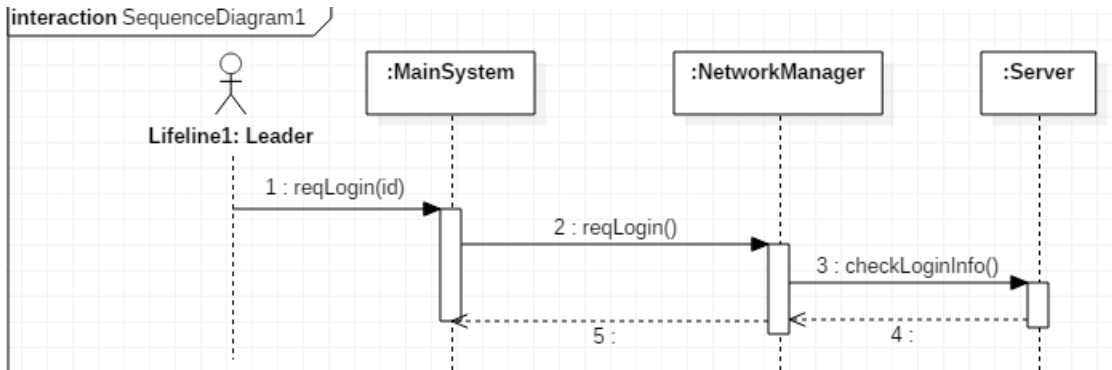 interaction SequenceDiagram1
:MainSystem
:NetworkManager
:Server
Lifeline1: Leader
1 : reqLogin(id)
2 : reqLogin()
3 : checkLoginInfo()
5 :
4 :